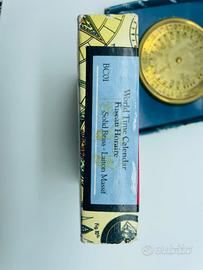 BC01
World Time Calendar
Fuseau Horaire
Solid Brass - Laiton Massif
subito